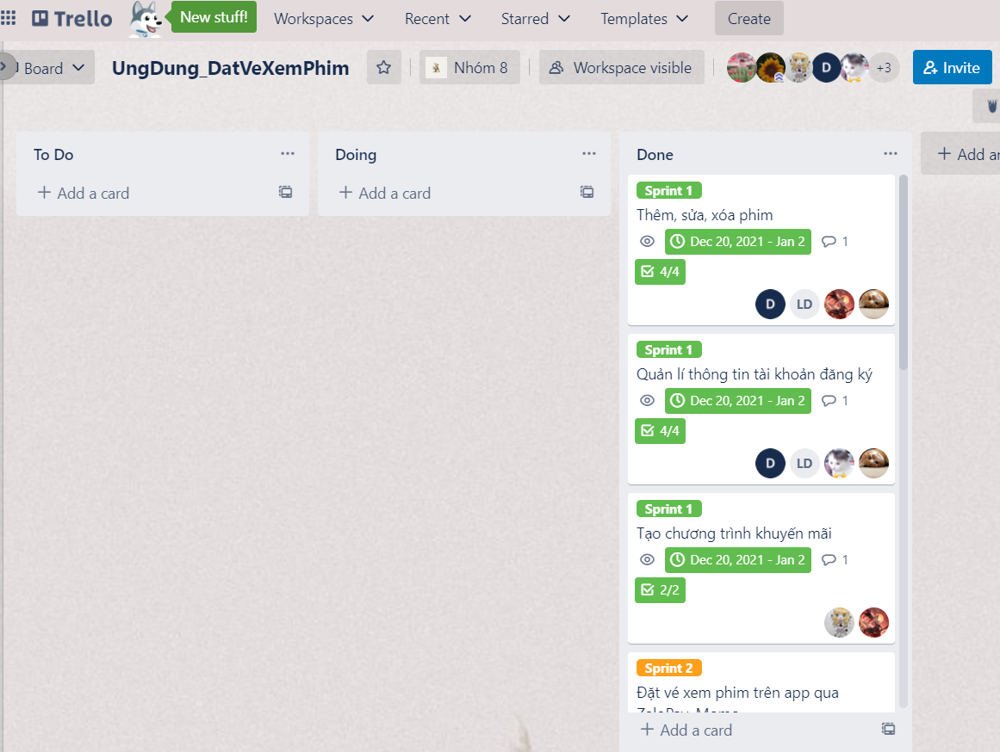 Trello
New stuff!
Workspaces
Recent
Starred
Templates
Create
Board
UngDung_DatVeXemPhim
Nhóm 8
Workspace visible
D
+3
Invite
To Do
Add a card
Doing
Add a card
Done
Sprint 1
Thêm, sửa, xóa phim
Dec 20, 2021 - Jan 2
1
4/4
D
LD
Sprint 1
Quản lí thông tin tài khoản đăng ký
Dec 20, 2021 - Jan 2
1
4/4
D
LD
Sprint 1
Tạo chương trình khuyến mãi
Dec 20, 2021 - Jan 2
1
2/2
Sprint 2
Đặt vé xem phim trên app qua
ZaloPay, Momo
Add a card
Add